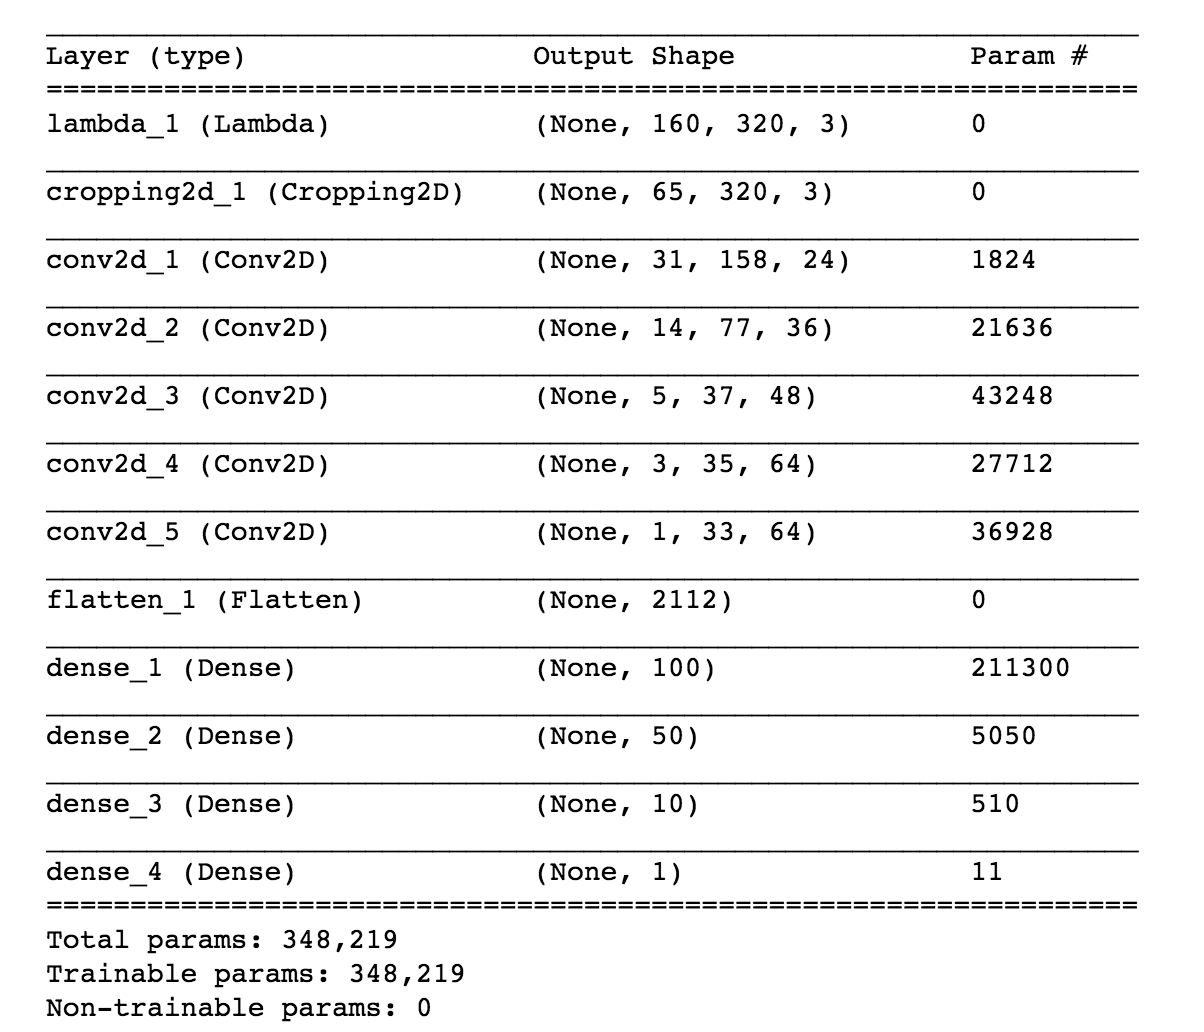 Layer (type) Output Shape Param #
=================================================================
lambda_1 (Lambda) (None, 160, 320, 3) 0
cropping2d_1 (Cropping2D) (None, 65, 320, 3) 0
conv2d_1 (Conv2D) (None, 31, 158, 24) 1824
conv2d_2 (Conv2D) (None, 14, 77, 36) 21636
conv2d_3 (Conv2D) (None, 5, 37, 48) 43248
conv2d_4 (Conv2D) (None, 3, 35, 64) 27712
conv2d_5 (Conv2D) (None, 1, 33, 64) 36928
flatten_1 (Flatten) (None, 2112) 0
dense_1 (Dense) (None, 100) 211300
dense_2 (Dense) (None, 50) 5050
dense_3 (Dense) (None, 10) 510
dense_4 (Dense) (None, 1) 11
=================================================================
Total params: 348,219
Trainable params: 348,219
Non-trainable params: 0